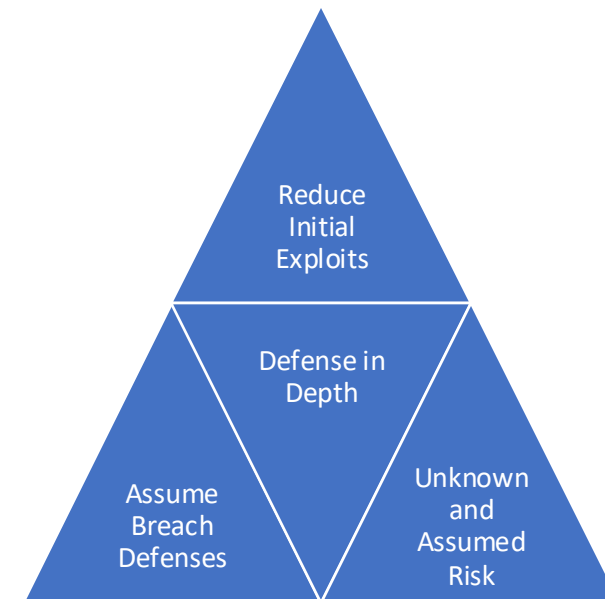 Reduce
Initial
Exploits
Defense in
Depth
Assume
Breach
Defenses
Unknown
and
Assumed
Risk